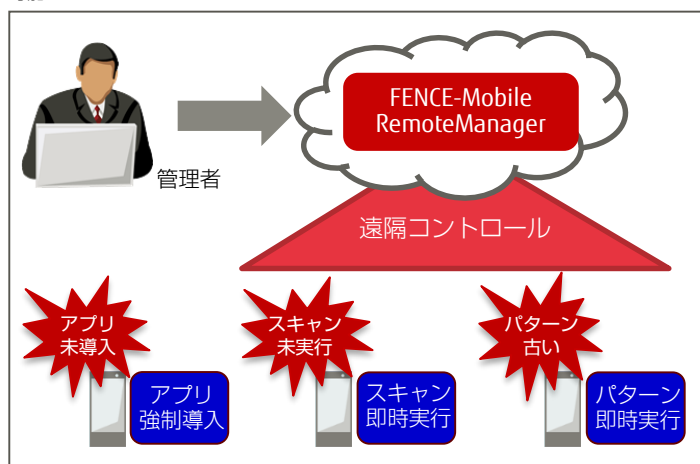 FENCE-Mobile
RemoteManager
管理者
遠隔コントロール
アプリ
未導入
スキャン
未実行
パターン
古い
アプリ
強制導入
スキャン
即時実行
パターン
即時実行